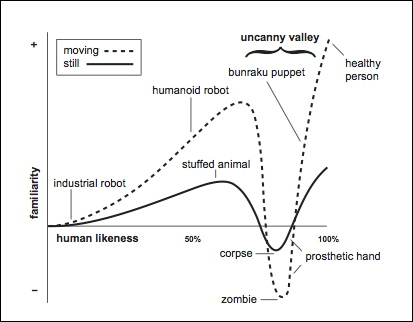 +
moving
still
uncanny valley
bunraku puppet
healthy
person
humanoid robot
stuffed animal
industrial robot
familiarity
human likeness
50%
100%
corpse
prosthetic hand
–
zombie